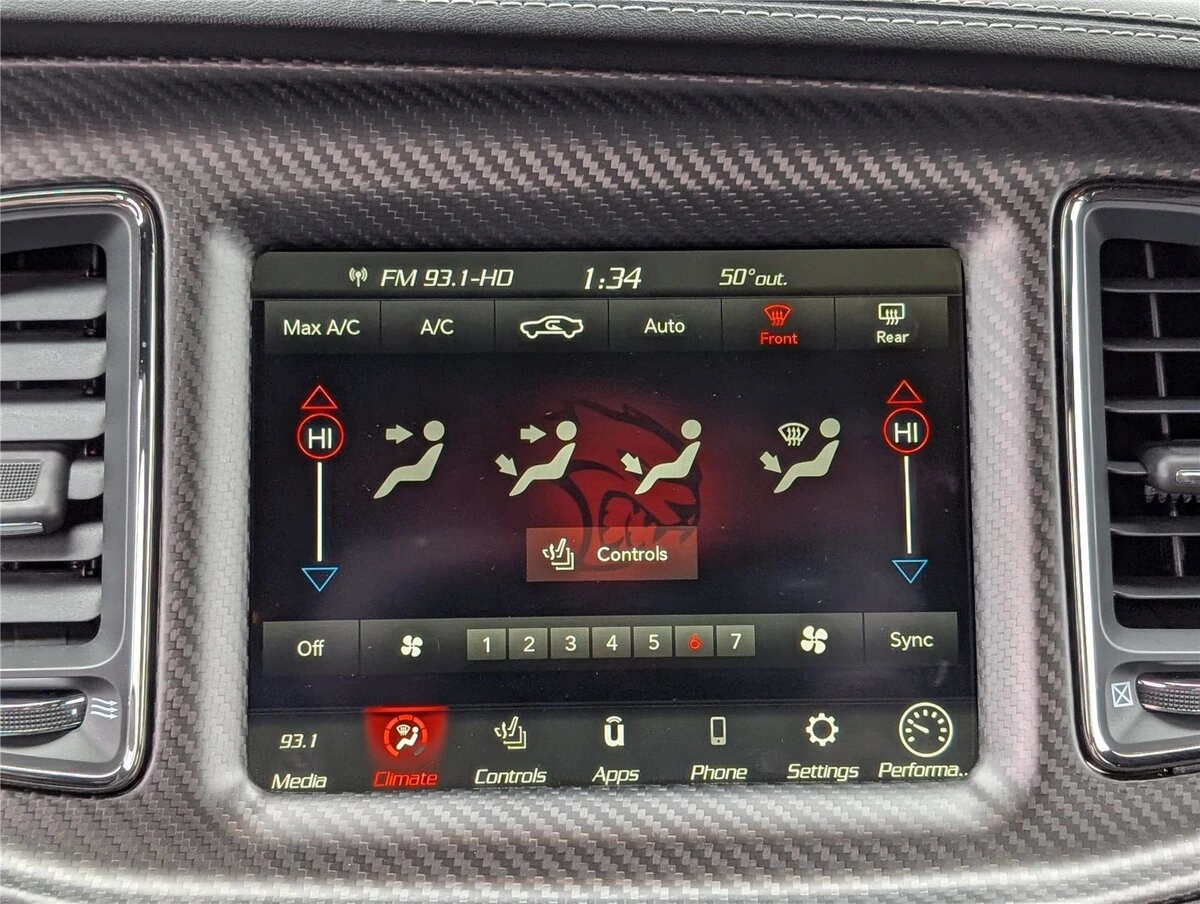 FM 93.1-HD 1:34 50°out.
Max A/C A/C Auto Front Rear
HI HI
Controls
Off 1 2 3 4 5 6 7 Sync
93.1
Media Climate Controls Apps Phone Settings Performa..